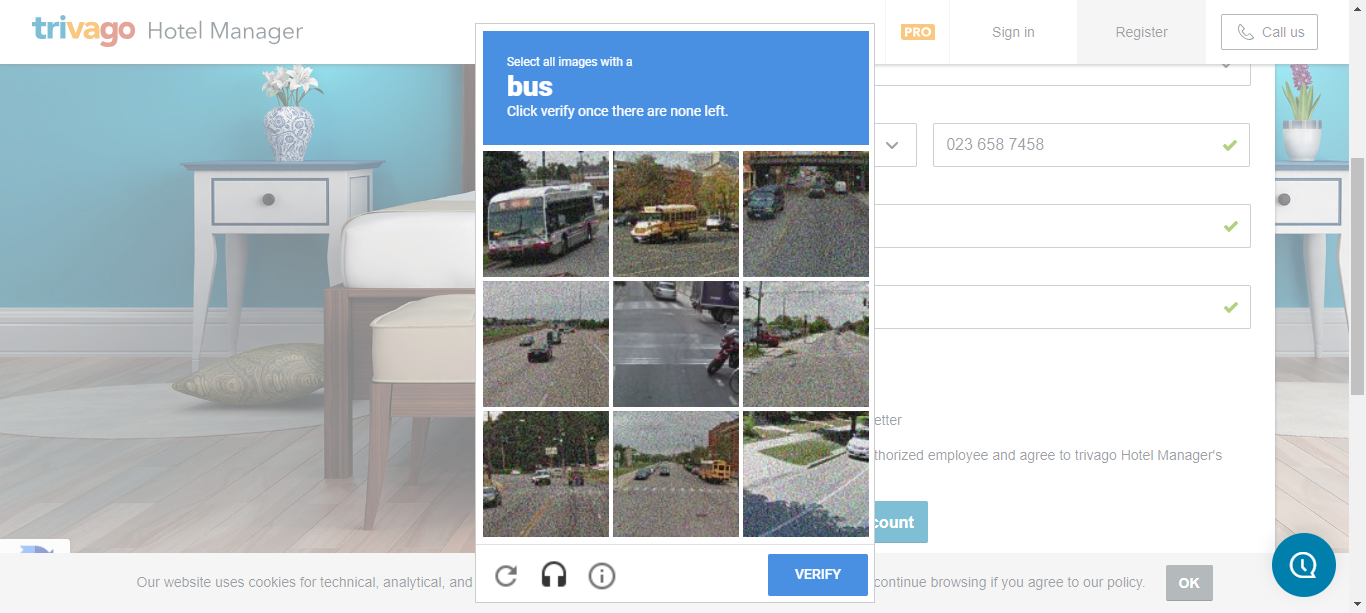 trivago Hotel Manager
PRO
Sign in
Register
Call us
Select all images with a
bus
Click verify once there are none left.
023 658 7458
etter
thorized employee and agree to trivago Hotel Manager's
count
VERIFY
Our website uses cookies for technical, analytical, and
continue browsing if you agree to our policy.
OK